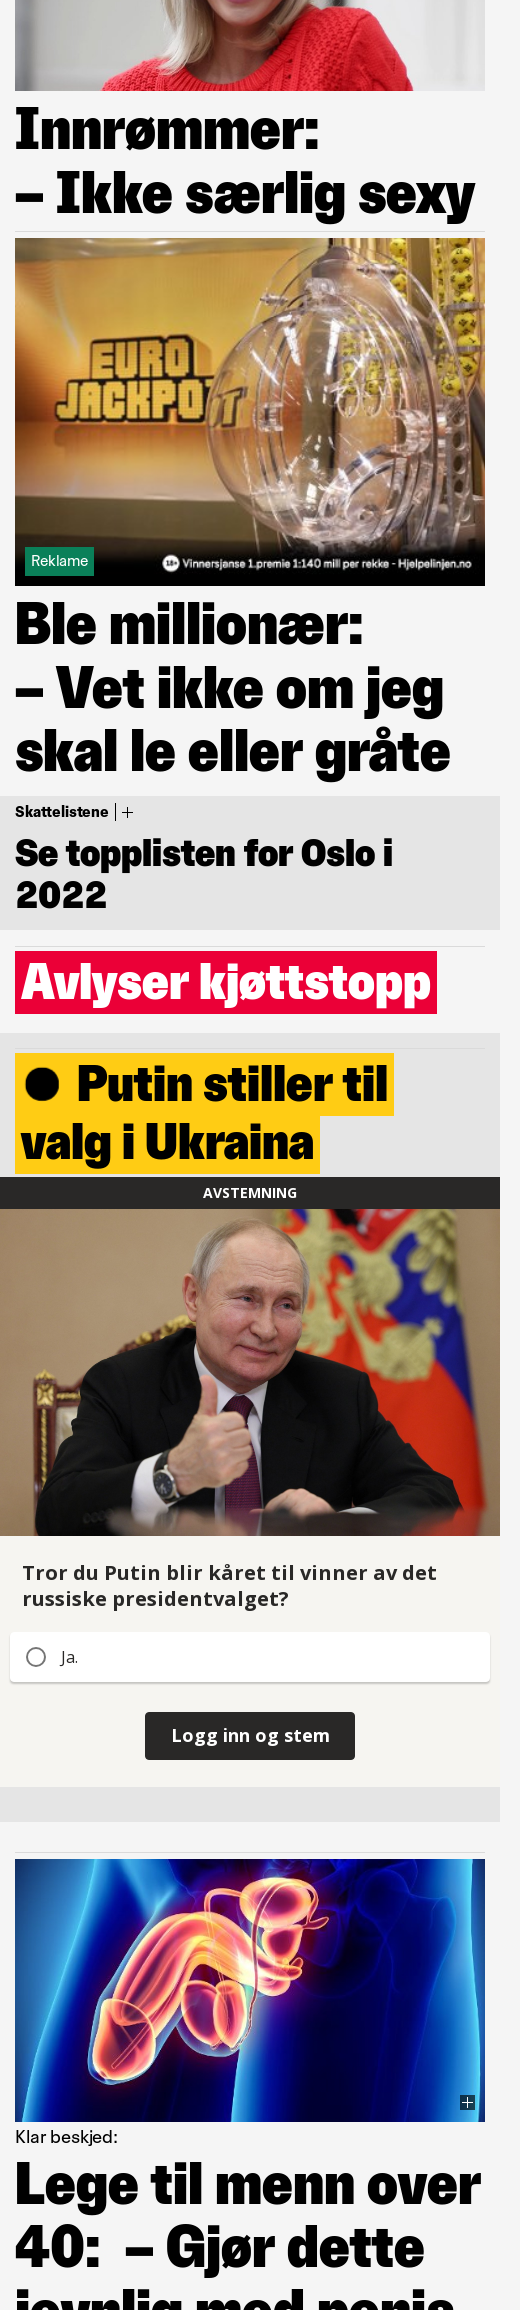 Innrømmer:
– Ikke særlig sexy
EURO
JACKPOT
Reklame
18+ Vinnersjanse 1.premie 1:140 mill per rekke - Hjelpelinjen.no
Ble millionær:
– Vet ikke om jeg
skal le eller gråte
Skattelistene
Se topplisten for Oslo i
2022
Avlyser kjøttstopp
Putin stiller til
valg i Ukraina
AVSTEMNING
Tror du Putin blir kåret til vinner av det
russiske presidentvalget?
Ja.
Logg inn og stem
Klar beskjed:
Lege til menn over
40: – Gjør dette
jevnlig med penis